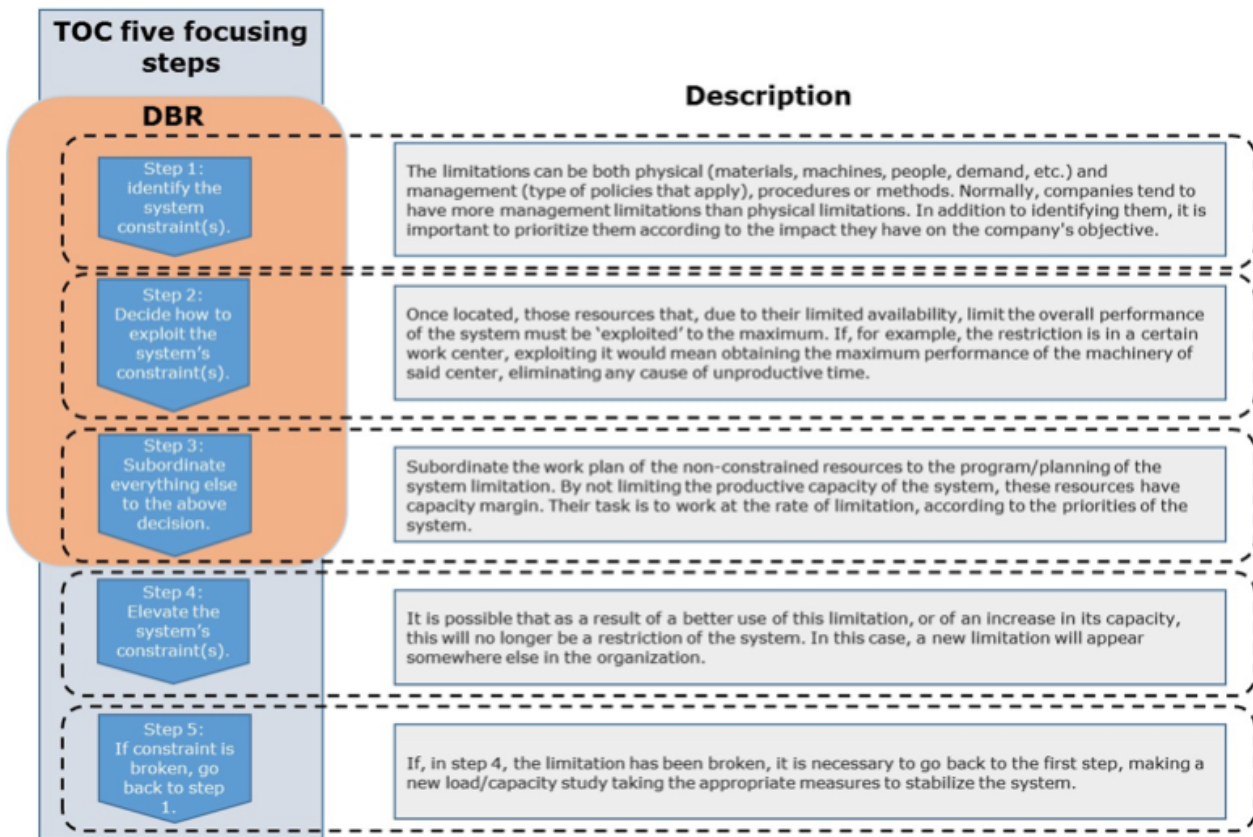 TOC five focusing
steps
Description
DBR
Step 1:
identify the
system
constraint(s).
The limitations can be both physical (materials, machines, people, demand, etc.) and
management (type of policies that apply), procedures or methods. Normally, companies tend to
have more management limitations than physical limitations. In addition to identifying them, it is
important to prioritize them according to the impact they have on the company's objective.
Step 2:
Decide how to
exploit the
system's
constraint(s).
Once located, those resources that, due to their limited availability, limit the overall performance
of the system must be ‘exploited’ to the maximum. If, for example, the restriction is in a certain
work center, exploiting it would mean obtaining the maximum performance of the machinery of
said center, eliminating any cause of unproductive time.
Step 3:
Subordinate
everything else
to the above
decision.
Subordinate the work plan of the non-constrained resources to the program/planning of the
system limitation. By not limiting the productive capacity of the system, these resources have
capacity margin. Their task is to work at the rate of limitation, according to the priorities of the
system.
Step 4:
Elevate the
system's
constraint(s).
It is possible that as a result of a better use of this limitation, or of an increase in its capacity,
this will no longer be a restriction of the system. In this case, a new limitation will appear
somewhere else in the organization.
Step 5:
If constraint is
broken, go
back to step
1.
If, in step 4, the limitation has been broken, it is necessary to go back to the first step, making a
new load/capacity study taking the appropriate measures to stabilize the system.